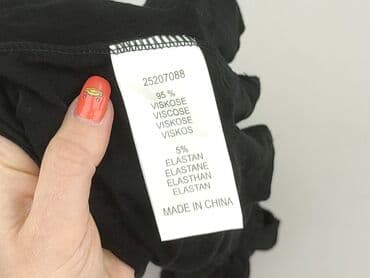 25207088
95 %
VISKOSE
VISCOSE
VISKOSE
VISKOS
5%
ELASTAN
ELASTANE
ELASTHAN
ELASTAN
MADE IN CHINA